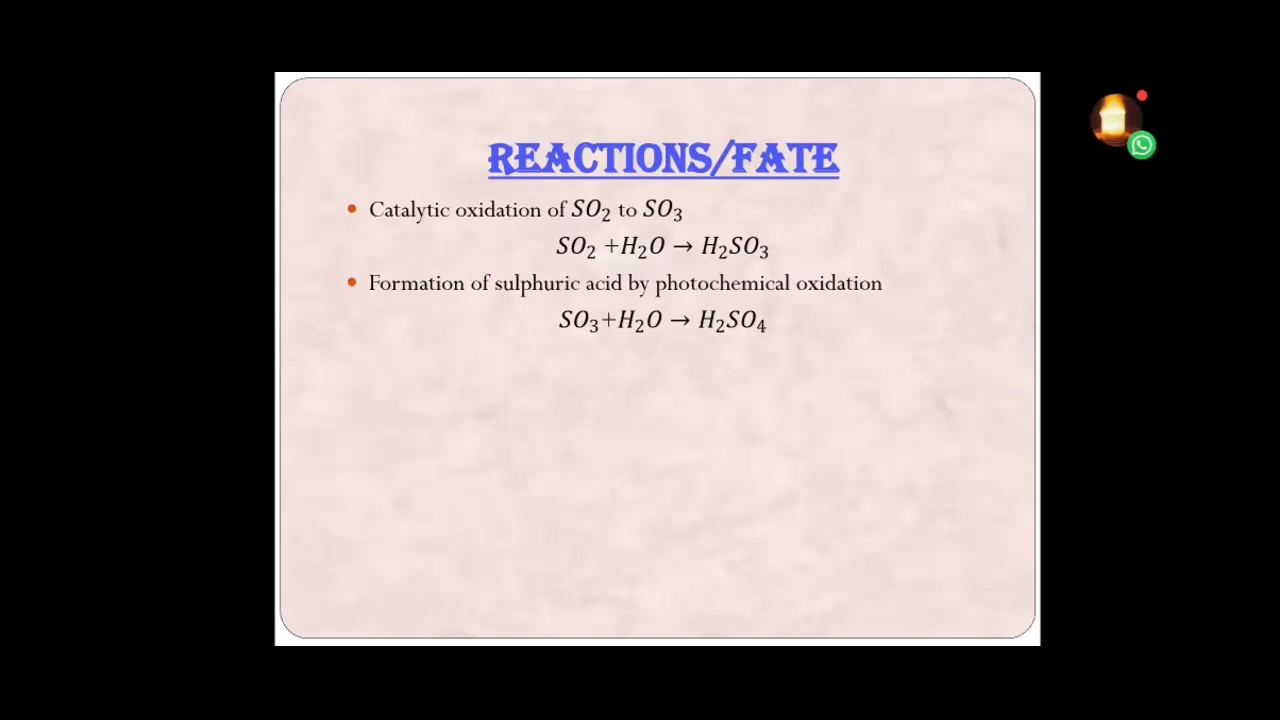 REACTIONS/FATE
• Catalytic oxidation of SO₂ to SO₃
SO₂ +H₂O → H₂SO₃
• Formation of sulphuric acid by photochemical oxidation
SO₃+H₂O → H₂SO₄